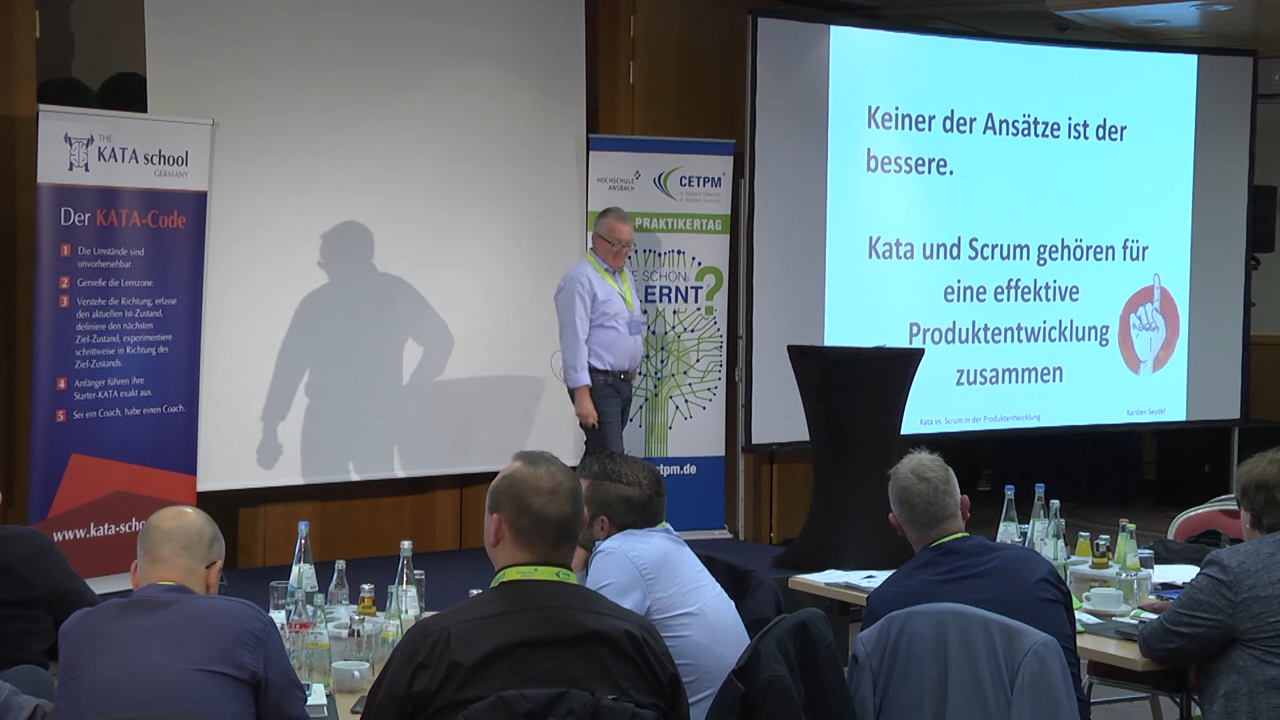 THE
KATA school
GERMANY
Der KATA-Code
1 Die Umstände sind
unvorhersehbar.
2 Genieße die Lernzone.
3 Verstehe die Richtung, erfasse
den aktuellen Ist-Zustand,
definiere den nächsten
Ziel-Zustand, experimentiere
schrittweise in Richtung des
Ziel-Zustands.
4 Anfänger führen ihre
Starter-KATA exakt aus.
5 Sei ein Coach, habe einen Coach.
www.kata-scho
HOCHSCHULE
ANSBACH
CETPM
PRAKTIKERTAG
E SCHON
LERNT?
etpm.de
Keiner der Ansätze ist der
bessere.
Kata und Scrum gehören für
eine effektive
Produktentwicklung
zusammen
Kata vs. Scrum in der Produktentwicklung
Karsten Seydel